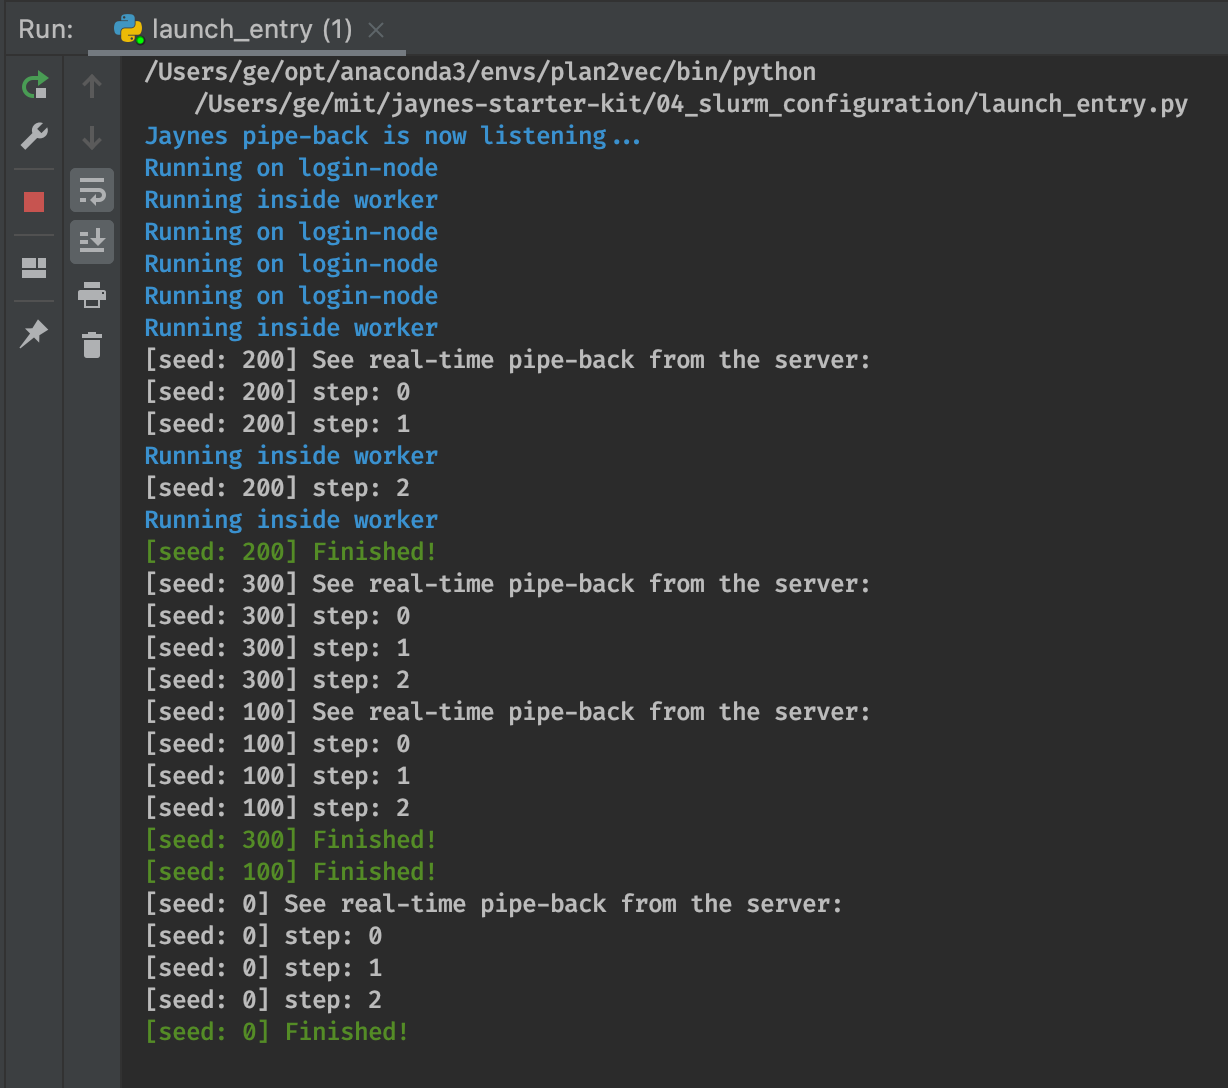 Run: launch_entry (1)
/Users/ge/opt/anaconda3/envs/plan2vec/bin/python
/Users/ge/mit/jaynes-starter-kit/04_slurm_configuration/launch_entry.py
Jaynes pipe-back is now listening...
Running on login-node
Running inside worker
Running on login-node
Running on login-node
Running on login-node
Running inside worker
[seed: 200] See real-time pipe-back from the server:
[seed: 200] step: 0
[seed: 200] step: 1
Running inside worker
[seed: 200] step: 2
Running inside worker
[seed: 200] Finished!
[seed: 300] See real-time pipe-back from the server:
[seed: 300] step: 0
[seed: 300] step: 1
[seed: 300] step: 2
[seed: 100] See real-time pipe-back from the server:
[seed: 100] step: 0
[seed: 100] step: 1
[seed: 100] step: 2
[seed: 300] Finished!
[seed: 100] Finished!
[seed: 0] See real-time pipe-back from the server:
[seed: 0] step: 0
[seed: 0] step: 1
[seed: 0] step: 2
[seed: 0] Finished!